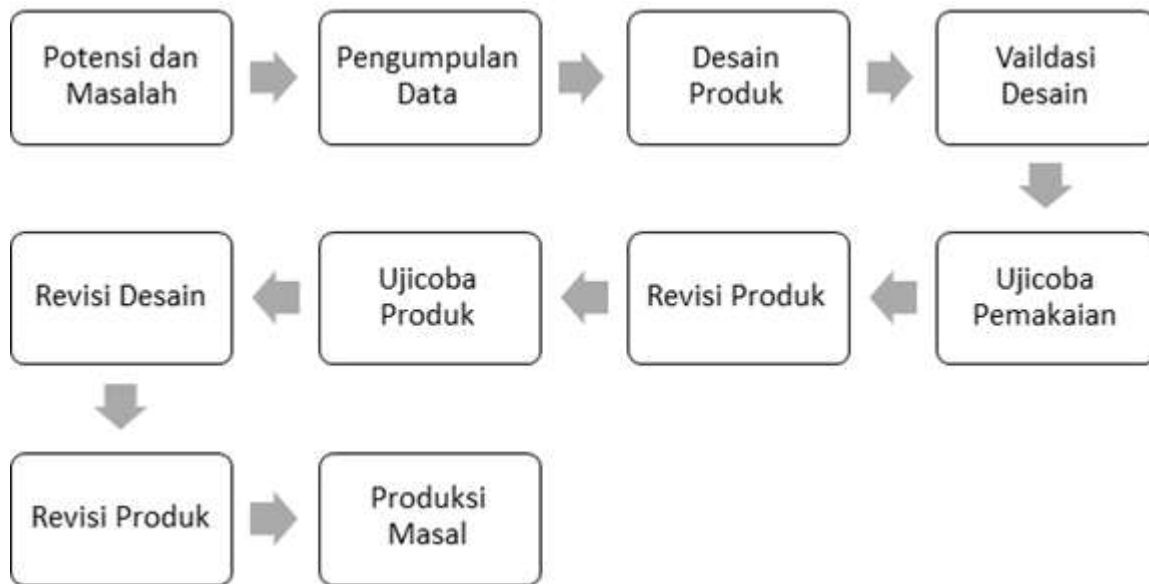 Potensi dan
Masalah
Pengumpulan
Data
Desain
Produk
Vaildasi
Desain
Revisi Desain
Ujicoba
Produk
Revisi Produk
Ujicoba
Pemakaian
Revisi Produk
Produksi
Masal